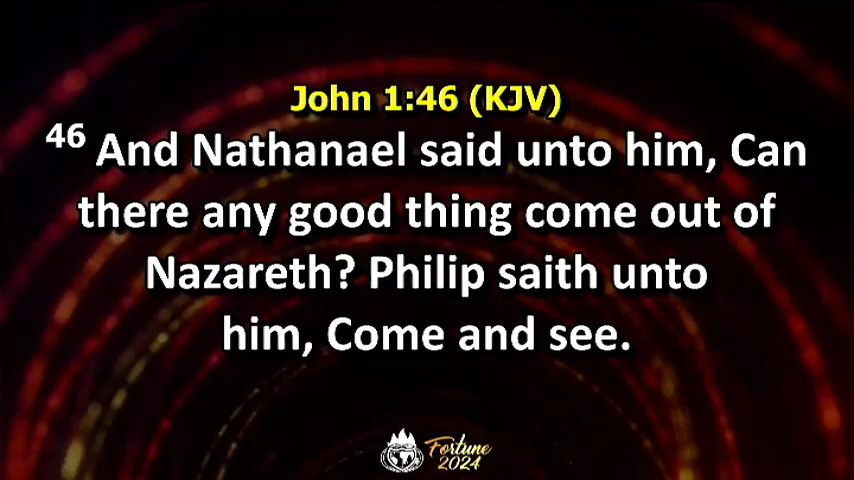 John 1:46 (KJV)
46 And Nathanael said unto him, Can
there any good thing come out of
Nazareth? Philip saith unto
him, Come and see.
Fortune
2024